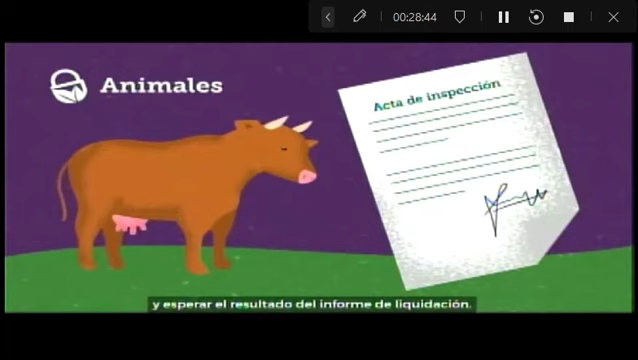 00:28:44
Animales
Acta de inspección
y esperar el resultado del informe de liquidación.